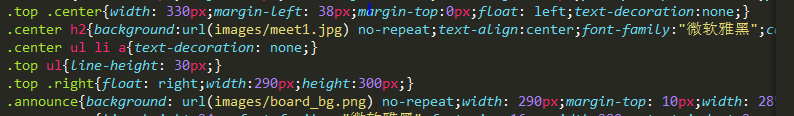 .top .center{width: 330px;margin-left: 38px;margin-top:0px;float: left;text-decoration:none;}
.center h2{background:url(images/meet1.jpg) no-repeat;text-align:center;font-family:"微软雅黑";c
.center ul li a{text-decoration: none;}
.top ul{line-height: 30px;}
.top .right{float: right;width:290px;height:300px;}
.announce{background: url(images/board_bg.png) no-repeat;width: 290px;margin-top: 10px;width: 28